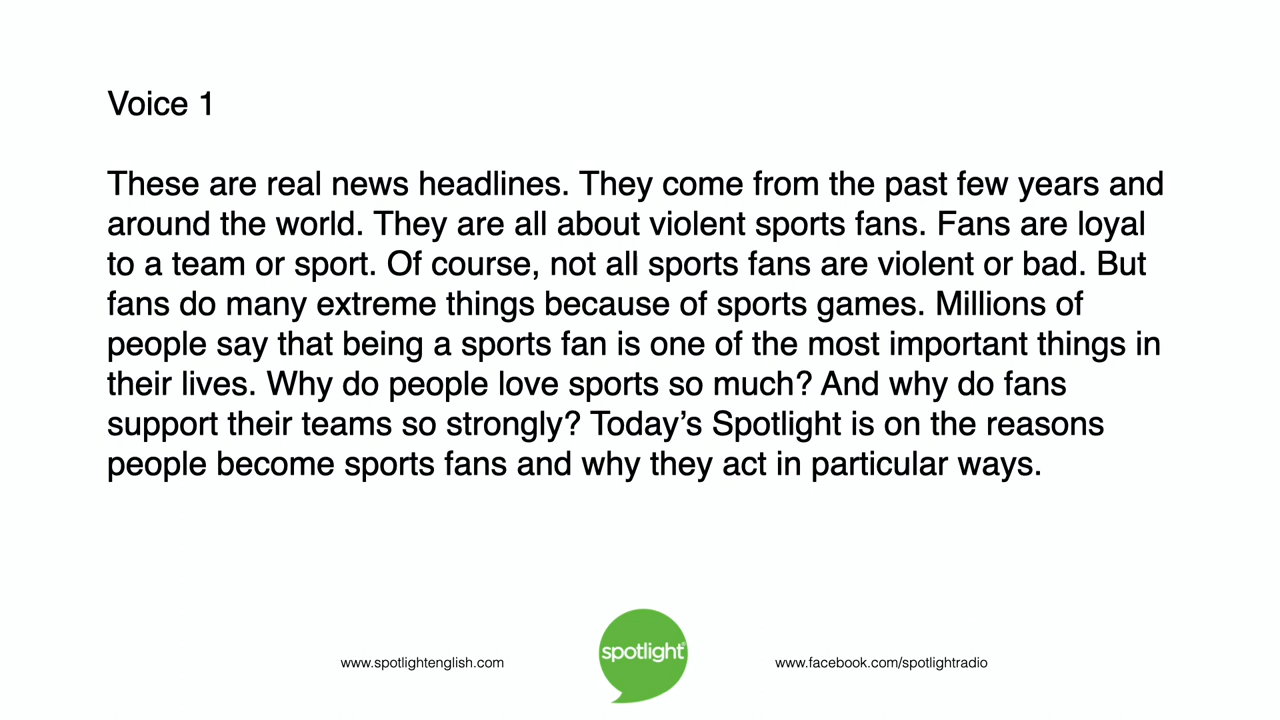 Voice 1
These are real news headlines. They come from the past few years and
around the world. They are all about violent sports fans. Fans are loyal
to a team or sport. Of course, not all sports fans are violent or bad. But
fans do many extreme things because of sports games. Millions of
people say that being a sports fan is one of the most important things in
their lives. Why do people love sports so much? And why do fans
support their teams so strongly? Today’s Spotlight is on the reasons
people become sports fans and why they act in particular ways.
www.spotlightenglish.com
spotlight
www.facebook.com/spotlightradio